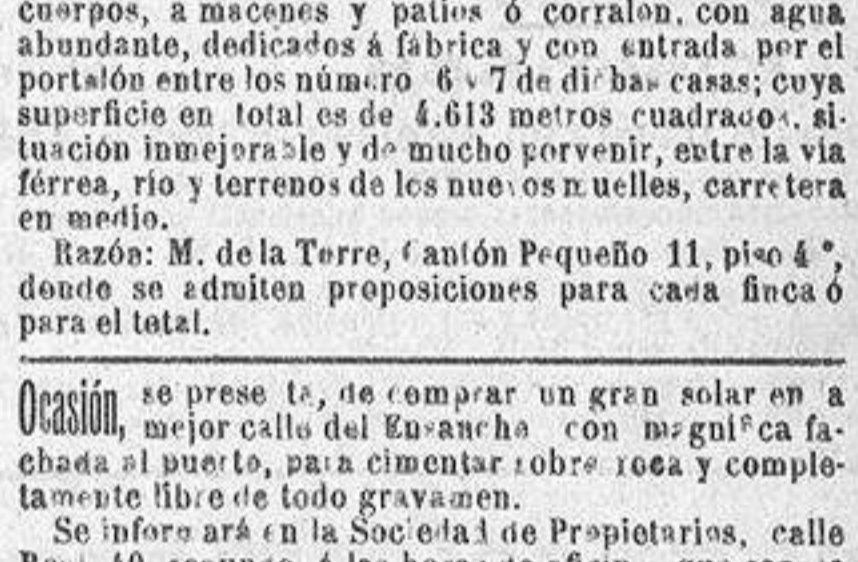 cuerpos, a macenes y patios ó corralon. con agua
abundante, dedicados á fábrica y con entrada por el
portalón entre los número 6 y 7 de dichas casas; cuya
superficie en total es de 4.613 metros cuadrados. si-
tuación inmejorable y de mucho porvenir, entre la via
férrea, río y terrenos de los nuevos muelles, carretera
en medio.
Razón: M. de la Torre, Cantón Pequeño 11, piso 4.°,
donde se admiten proposiciones para cada finca ó
para el total.
Ocasión, se prese ta, de comprar un gran solar en a
mejor calle del Ensanche con magnifica fa-
chada al puerto, para cimentar sobre roca y comple-
tamente libre de todo gravamen.
Se informará en la Sociedad de Propietarios, calle